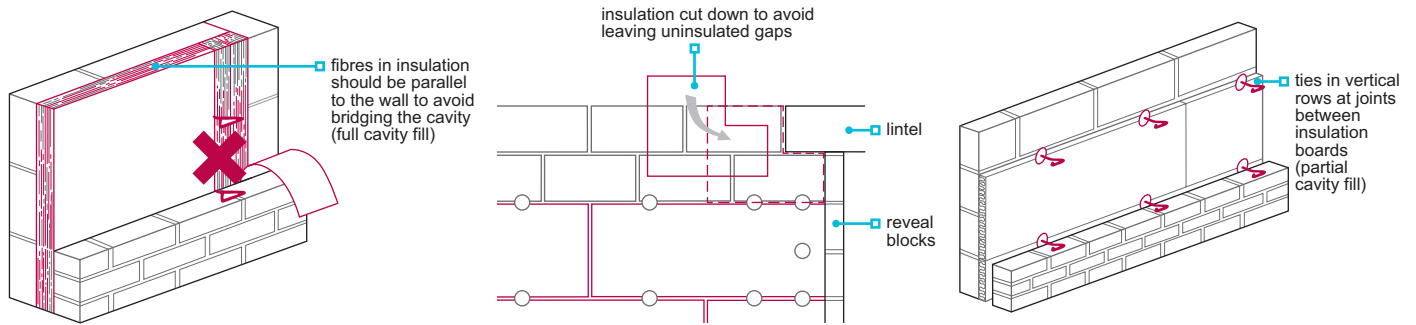 fibres in insulation
should be parallel
to the wall to avoid
bridging the cavity
(full cavity fill)
insulation cut down to avoid
leaving uninsulated gaps
lintel
reveal
blocks
ties in vertical
rows at joints
between
insulation
boards
(partial
cavity fill)